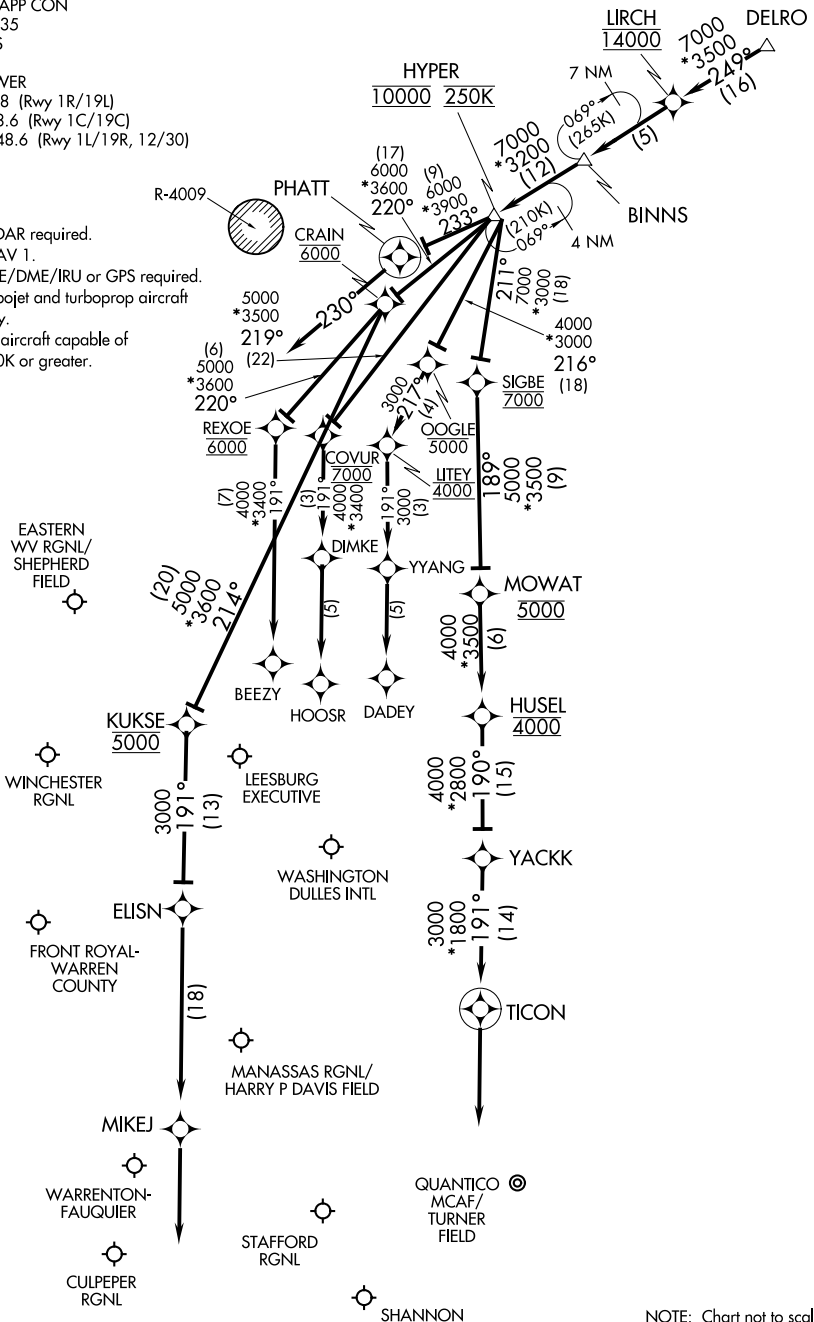 APP CON
35
VER
8 (Rwy 1R/19L)
8.6 (Rwy 1C/19C)
48.6 (Rwy 1L/19R, 12/30)
DAR required.
AV 1.
E/DME/IRU or GPS required.
bojet and turboprop aircraft
y.
aircraft capable of
0K or greater.
R-4009
LIRCH
14000
DELRO
7000
*3500
249°
(16)
7 NM
069°
(265K)
(5)
HYPER
10000 250K
7000
*3200
(12)
BINNS
(210K)
069°
4 NM
PHATT
(17)
6000
*3600
220°
(9)
6000
*3900
233°
CRAIN
6000
230°
5000
*3500
219°
(22)
(6)
5000
*3600
220°
211°
7000
*3000
(18)
4000
*3000
216°
(18)
SIGBE
7000
3000
217°
(4)
OOGLE
5000
REXOE
6000
COVUR
7000
LITEY
4000
(7)
4000
*3400
191°
(3)
191°
4000
*3400
191°
3000
(3)
189°
5000
*3500
(9)
DIMKE
YYANG
(5)
(5)
BEEZY
HOOSR
DADEY
EASTERN
WV RGNL/
SHEPHERD
FIELD
(20)
5000
*3600
214°
MOWAT
5000
4000
*3500
(6)
KUKSE
5000
HUSEL
4000
WINCHESTER
RGNL
LEESBURG
EXECUTIVE
3000
191°
(13)
4000
*2800
190°
(15)
WASHINGTON
DULLES INTL
YACKK
ELISN
3000
*1800
191°
(14)
FRONT ROYAL-
WARREN
COUNTY
(18)
TICON
MANASSAS RGNL/
HARRY P DAVIS FIELD
MIKEJ
WARRENTON-
FAUQUIER
QUANTICO
MCAF/
TURNER
FIELD
STAFFORD
RGNL
CULPEPER
RGNL
SHANNON
NOTE: Chart not to scal